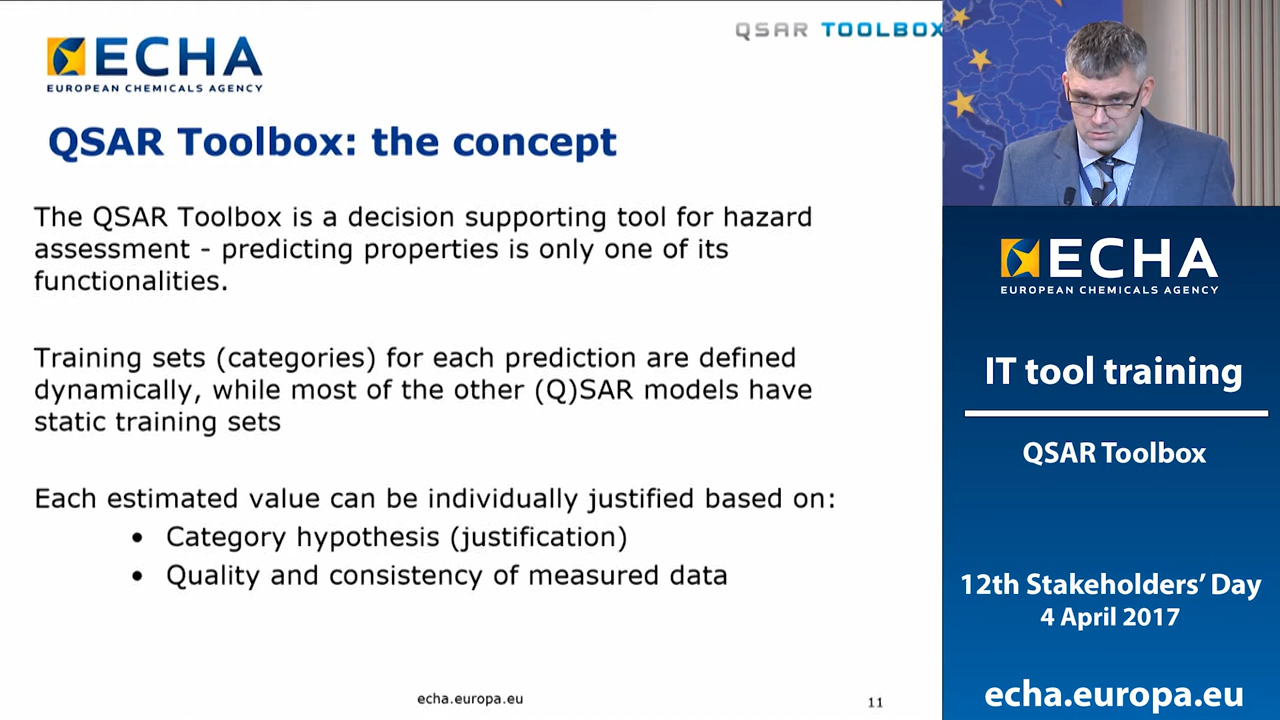 QSAR TOOLBOX
ECHA
EUROPEAN CHEMICALS AGENCY
QSAR Toolbox: the concept
The QSAR Toolbox is a decision supporting tool for hazard
assessment - predicting properties is only one of its
functionalities.
Training sets (categories) for each prediction are defined
dynamically, while most of the other (Q)SAR models have
static training sets
Each estimated value can be individually justified based on:
• Category hypothesis (justification)
• Quality and consistency of measured data
echa.europa.eu
11
ECHA
EUROPEAN CHEMICALS AGENCY
IT tool training
QSAR Toolbox
12th Stakeholders’ Day
4 April 2017
echa.europa.eu